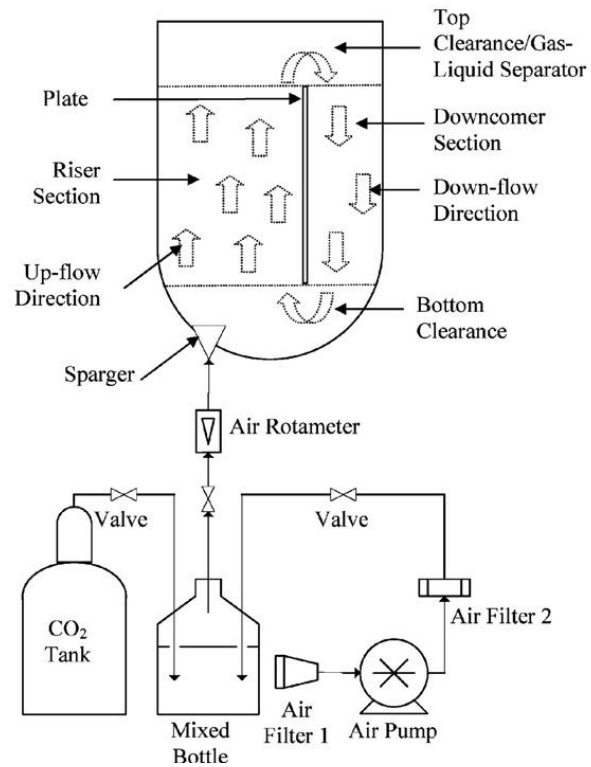 Top
Clearance/Gas-
Liquid Separator
Plate
Downcomer
Section
Riser
Section
Down-flow
Direction
Up-flow
Direction
Bottom
Clearance
Sparger
Air Rotameter
Valve
Valve
CO₂
Tank
Air Filter 2
Mixed
Bottle
Air
Filter 1
Air Pump